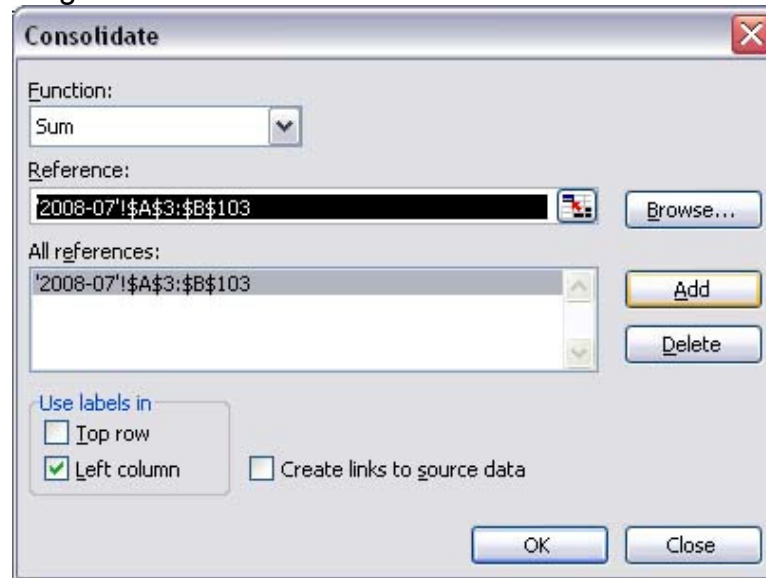 Consolidate
Function:
Sum
Reference:
'2008-07'!$A$3:$B$103
Browse...
All references:
'2008-07'!$A$3:$B$103
Add
Delete
Use labels in
Top row
Left column
Create links to source data
OK
Close